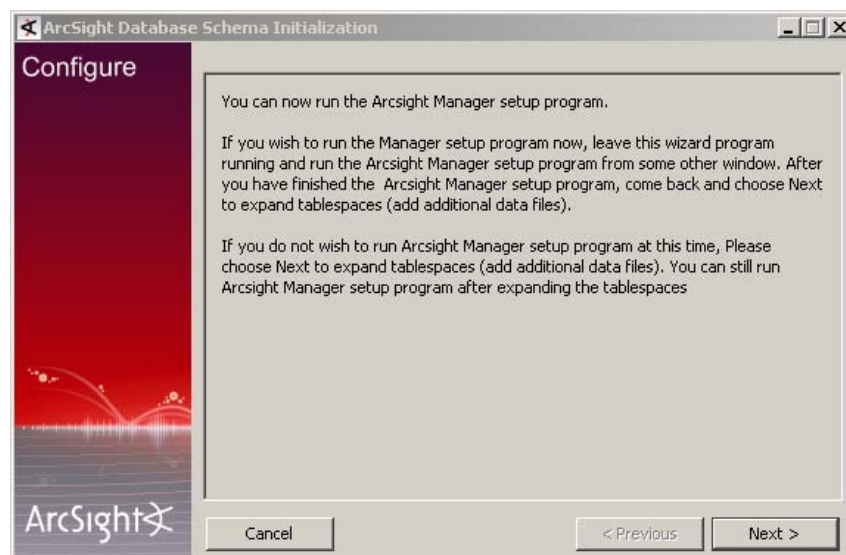 ArcSight Database Schema Initialization
Configure
You can now run the Arcsight Manager setup program.
If you wish to run the Manager setup program now, leave this wizard program
running and run the Arcsight Manager setup program from some other window. After
you have finished the Arcsight Manager setup program, come back and choose Next
to expand tablespaces (add additional data files).
If you do not wish to run Arcsight Manager setup program at this time, Please
choose Next to expand tablespaces (add additional data files). You can still run
Arcsight Manager setup program after expanding the tablespaces
ArcSight
Cancel
< Previous
Next >